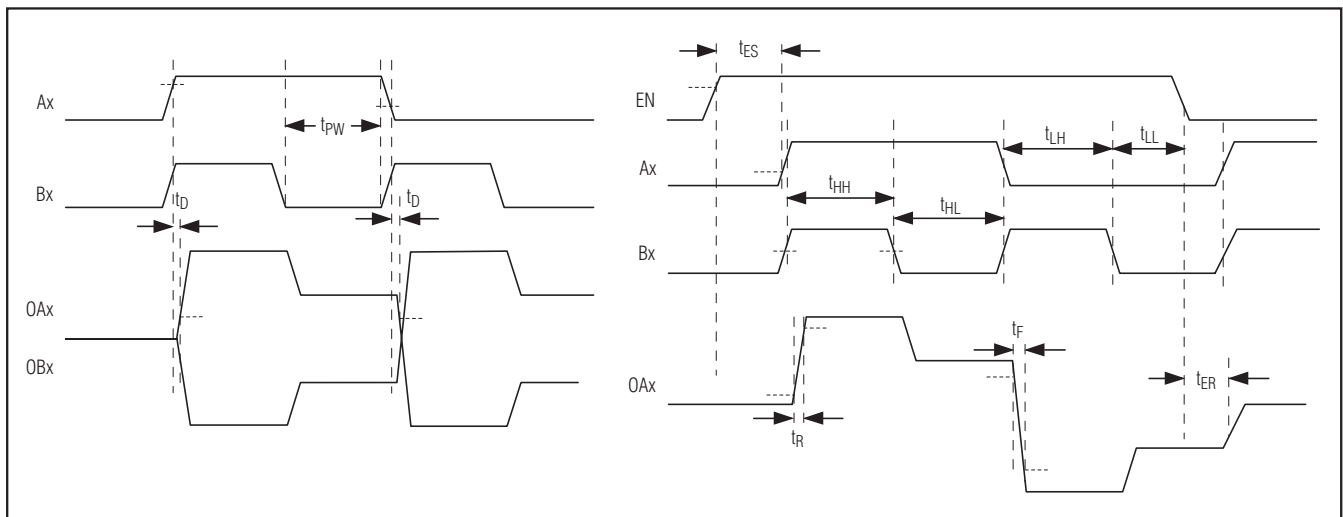 Ax
tPW
Bx
tD
tD
OAx
OBx
tES
EN
tLH
tLL
Ax
tHH
tHL
Bx
tF
OAx
tER
tR